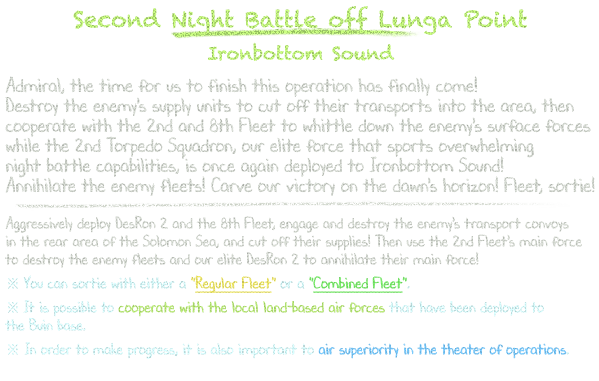 Second Night Battle off Lunga Point
Ironbottom Sound
Admiral, the time for us to finish this operation has finally come!
Destroy the enemy's supply units to cut off their transports into the area, then
cooperate with the 2nd and 8th Fleet to whittle down the enemy's surface forces
while the 2nd Torpedo Squadron, our elite force that sports overwhelming
night battle capabilities, is once again deployed to Ironbottom Sound!
Annihilate the enemy fleets! Carve our victory on the dawn's horizon! Fleet, sortie!
Aggressively deploy DesRon 2 and the 8th Fleet, engage and destroy the enemy's transport convoys
in the rear area of the Solomon Sea, and cut off their supplies! Then use the 2nd Fleet's main force
to destroy the enemy fleets and our elite DesRon 2 to annihilate their main force!
※ You can sortie with either a "Regular Fleet" or a "Combined Fleet".
※ It is possible to cooperate with the local land-based air forces that have been deployed to
the Buin base.
※ In order to make progress, it is also important to air superiority in the theater of operations.